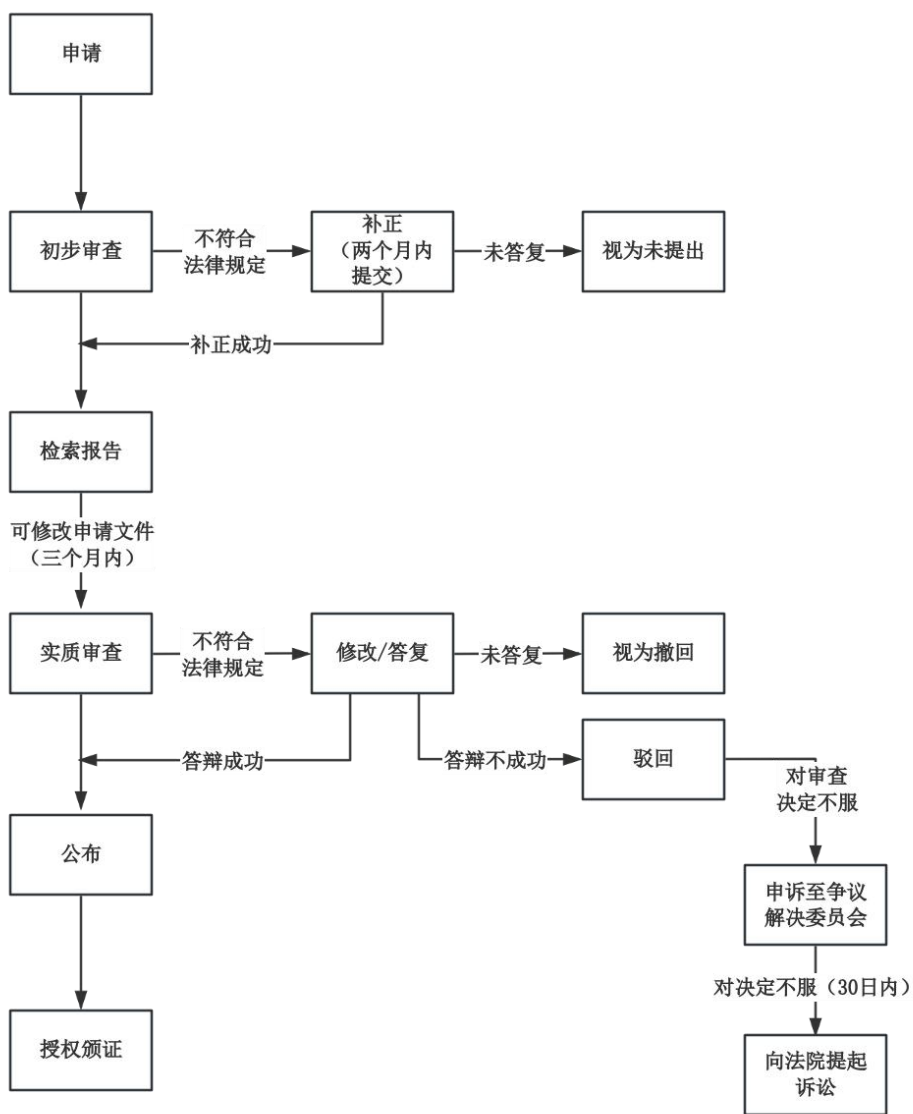 申请
初步审查
不符合
法律规定
补正
（两个月内
提交）
未答复
视为未提出
补正成功
检索报告
可修改申请文件
（三个月内）
实质审查
不符合
法律规定
修改/答复
未答复
视为撤回
答辩成功
答辩不成功
驳回
对审查
决定不服
公布
申诉至争议
解决委员会
对决定不服（30日内）
授权颁证
向法院提起
诉讼